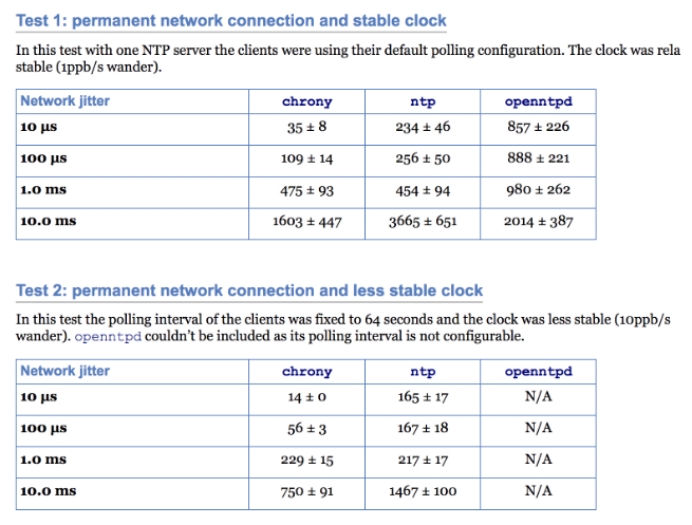 Test 1: permanent network connection and stable clock
In this test with one NTP server the clients were using their default polling configuration. The clock was rela
stable (1ppb/s wander).
Network jitter chrony ntp openntpd
10 µs 35 ± 8 234 ± 46 857 ± 226
100 µs 109 ± 14 256 ± 50 888 ± 221
1.0 ms 475 ± 93 454 ± 94 980 ± 262
10.0 ms 1603 ± 447 3665 ± 651 2014 ± 387
Test 2: permanent network connection and less stable clock
In this test the polling interval of the clients was fixed to 64 seconds and the clock was less stable (10ppb/s
wander). openntpd couldn't be included as its polling interval is not configurable.
Network jitter chrony ntp openntpd
10 µs 14 ± 0 165 ± 17 N/A
100 µs 56 ± 3 167 ± 18 N/A
1.0 ms 229 ± 15 217 ± 17 N/A
10.0 ms 750 ± 91 1467 ± 100 N/A